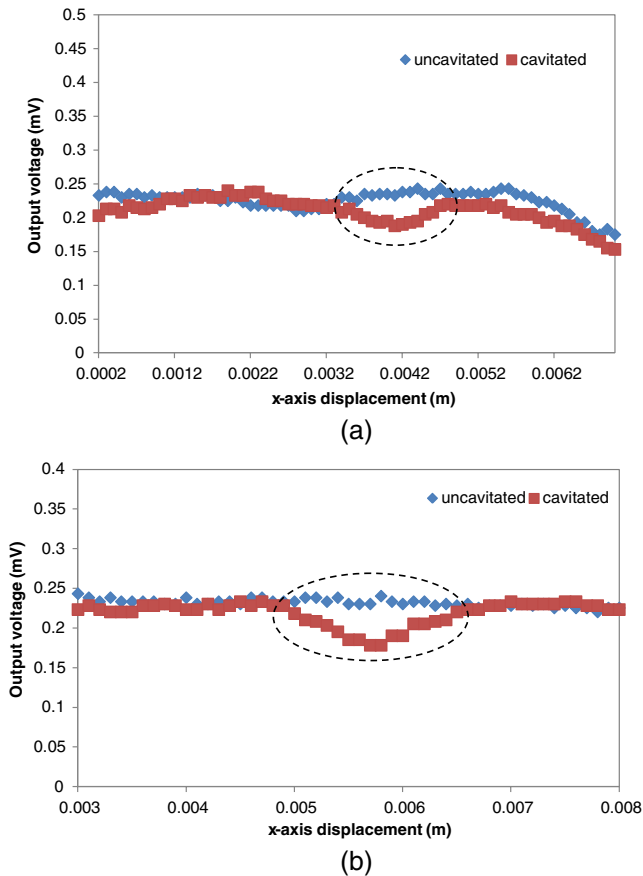 0.5
0.45
0.4
0.35
0.3
0.25
0.2
0.15
0.1
0.05
0
Output voltage (mV)
uncavitated cavitated
0.0002 0.0012 0.0022 0.0032 0.0042 0.0052 0.0062
x-axis displacement (m)
(a)
0.4
0.35
0.3
0.25
0.2
0.15
0.1
0.05
0
Output voltage (mV)
uncavitated cavitated
0.003 0.004 0.005 0.006 0.007 0.008
x-axis displacement (m)
(b)